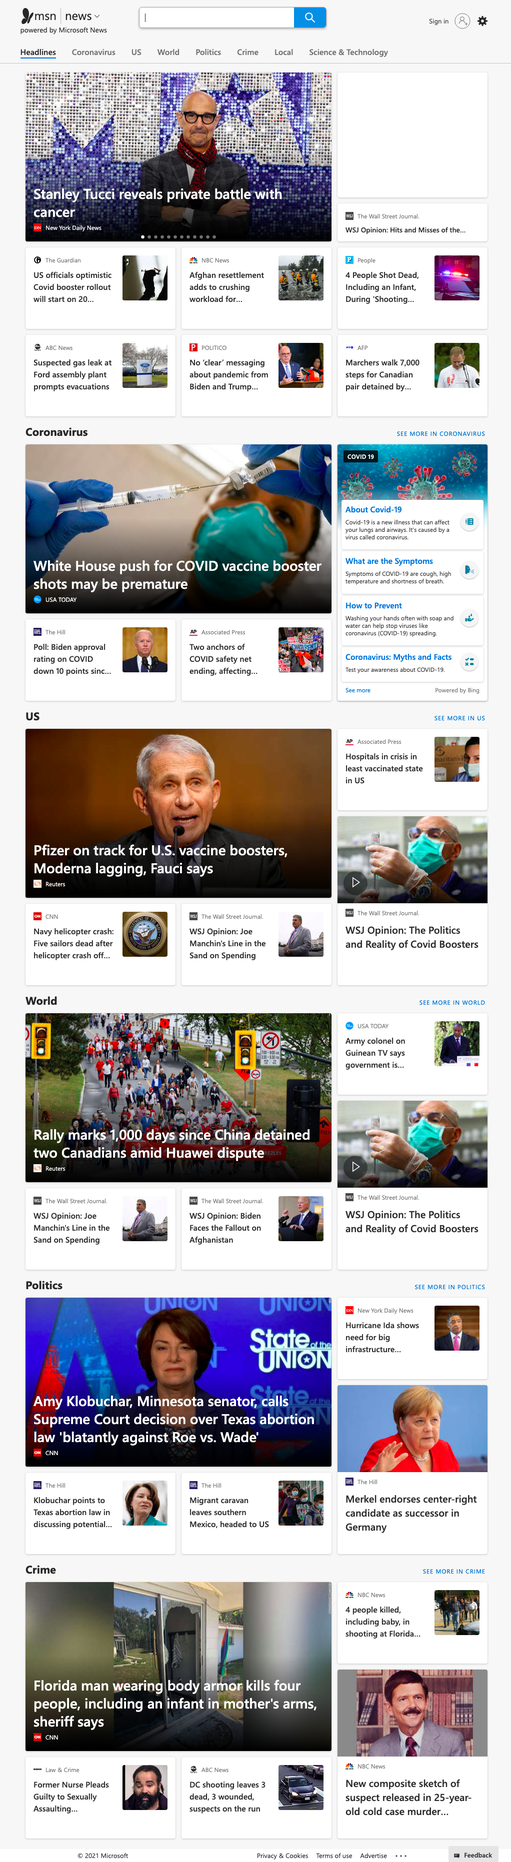 msn news
powered by Microsoft News
Sign in
Headlines Coronavirus US World Politics Crime Local Science & Technology
Stanley Tucci reveals private battle with
cancer
New York Daily News
The Wall Street Journal.
WSJ Opinion: Hits and Misses of the...
The Guardian
US officials optimistic
Covid booster rollout
will start on 20...
NBC News
Afghan resettlement
adds to crushing
workload for...
People
4 People Shot Dead,
Including an Infant,
During 'Shooting...
ABC News
Suspected gas leak at
Ford assembly plant
prompts evacuations
POLITICO
No 'clear' messaging
about pandemic from
Biden and Trump...
AFP
Marchers walk 7,000
steps for Canadian
pair detained by...
Coronavirus
SEE MORE IN CORONAVIRUS
White House push for COVID vaccine booster
shots may be premature
USA TODAY
COVID 19
About Covid-19
Covid-19 is a new illness that can affect
your lungs and airways. It's caused by a
virus called coronavirus.
What are the Symptoms
Symptoms of COVID-19 are cough, high
temperature and shortness of breath.
How to Prevent
Washing your hands often with soap and
water can help stop viruses like
coronavirus (COVID-19) spreading.
Coronavirus: Myths and Facts
Test your awareness about COVID-19.
See more
Powered by Bing
The Hill
Poll: Biden approval
rating on COVID
down 10 points sinc...
Associated Press
Two anchors of
COVID safety net
ending, affecting...
US
SEE MORE IN US
Pfizer on track for U.S. vaccine boosters,
Moderna lagging, Fauci says
Reuters
Associated Press
Hospitals in crisis in
least vaccinated state
in US
The Wall Street Journal.
WSJ Opinion: The Politics
and Reality of Covid Boosters
CNN
Navy helicopter crash:
Five sailors dead after
helicopter crash off...
The Wall Street Journal.
WSJ Opinion: Joe
Manchin's Line in the
Sand on Spending
World
SEE MORE IN WORLD
Rally marks 1,000 days since China detained
two Canadians amid Huawei dispute
Reuters
USA TODAY
Army colonel on
Guinean TV says
government is...
The Wall Street Journal.
WSJ Opinion: The Politics
and Reality of Covid Boosters
The Wall Street Journal.
WSJ Opinion: Joe
Manchin's Line in the
Sand on Spending
The Wall Street Journal.
WSJ Opinion: Biden
Faces the Fallout on
Afghanistan
Politics
SEE MORE IN POLITICS
State of the
UNION
Amy Klobuchar, Minnesota senator, calls
Supreme Court decision over Texas abortion
law 'blatantly against Roe vs. Wade'
CNN
New York Daily News
Hurricane Ida shows
need for big
infrastructure...
The Hill
Merkel endorses center-right
candidate as successor in
Germany
The Hill
Klobuchar points to
Texas abortion law in
discussing potential...
The Hill
Migrant caravan
leaves southern
Mexico, headed to US
Crime
SEE MORE IN CRIME
Florida man wearing body armor kills four
people, including an infant in mother's arms,
sheriff says
CNN
NBC News
4 people killed,
including baby, in
shooting at Florida...
NBC News
New composite sketch of
suspect released in 25-year-
old cold case murder...
Law & Crime
Former Nurse Pleads
Guilty to Sexually
Assaulting...
ABC News
DC shooting leaves 3
dead, 3 wounded,
suspects on the run
© 2021 Microsoft
Privacy & Cookies Terms of use Advertise ...
Feedback